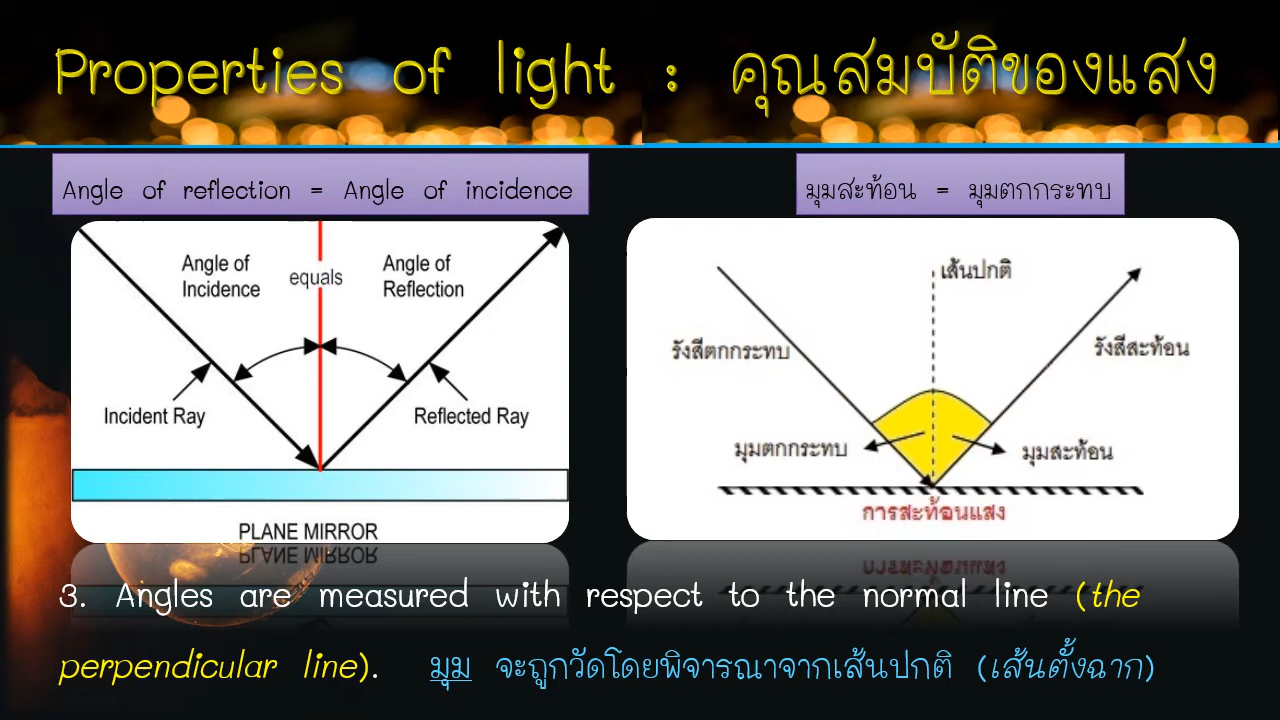 Properties of light : คุณสมบัติของแสง
Angle of reflection = Angle of incidence
มุมสะท้อน = มุมตกกระทบ
Angle of
Incidence
equals
Angle of
Reflection
Incident Ray
Reflected Ray
PLANE MIRROR
เส้นปกติ
รังสีตกกระทบ
รังสีสะท้อน
มุมตกกระทบ
มุมสะท้อน
การสะท้อนแสง
3. Angles are measured with respect to the normal line (the
perpendicular line). มุม จะถูกวัดโดยพิจารณาจากเส้นปกติ (เส้นตั้งฉาก)